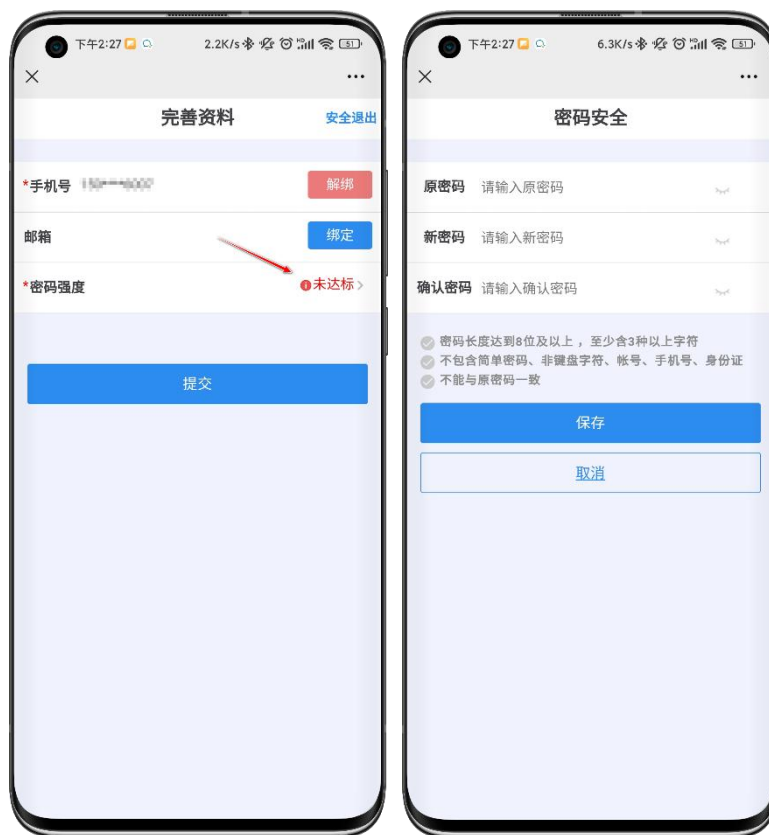 下午2:27
2.2K/s
51
完善资料
安全退出
*手机号
解绑
邮箱
绑定
*密码强度
未达标
提交
下午2:27
6.3K/s
51
密码安全
原密码 请输入原密码
新密码 请输入新密码
确认密码 请输入确认密码
密码长度达到8位及以上，至少含3种以上字符
不包含简单密码、非键盘字符、帐号、手机号、身份证
不能与原密码一致
保存
取消